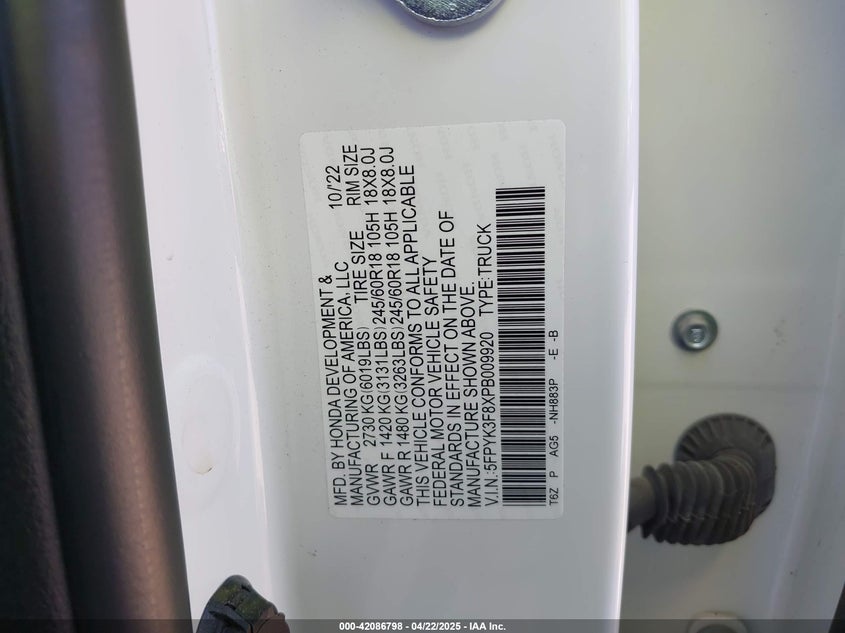 MFD. BY HONDA DEVELOPMENT & 10/'22
MANUFACTURING OF AMERICA, LLC
TIRE SIZE RIM SIZE
GVWR 2730 KG(6019LBS)
GAWR F 1420 KG(3131LBS) 245/60R18 105H 18X8.0J
GAWR R 1480 KG(3263LBS) 245/60R18 105H 18X8.0J
THIS VEHICLE CONFORMS TO ALL APPLICABLE
FEDERAL MOTOR VEHICLE SAFETY
STANDARDS IN EFFECT ON THE DATE OF
MANUFACTURE SHOWN ABOVE.
V.I.N.:5FPYK3F8XPB009920 TYPE:TRUCK
T6Z P AG5 -NH883P -E -B
000-42086798 - 04/22/2025 - IAA Inc.